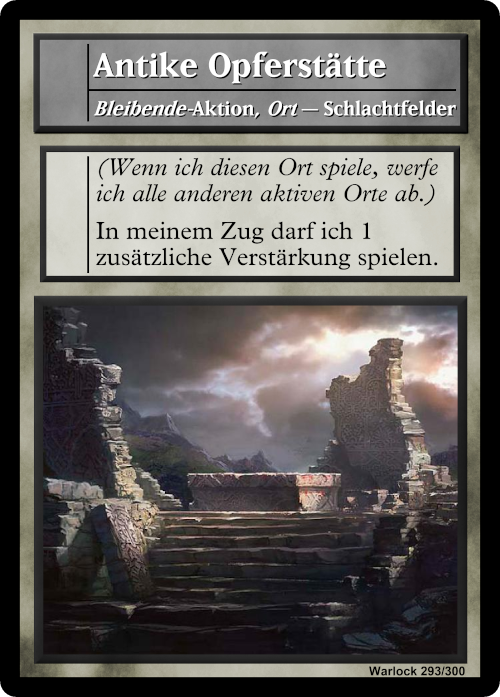 Antike Opferstätte
Bleibende-Aktion, Ort — Schlachtfelder
(Wenn ich diesen Ort spiele, werfe
ich alle anderen aktiven Orte ab.)
In meinem Zug darf ich 1
zusätzliche Verstärkung spielen.
Warlock 293/300